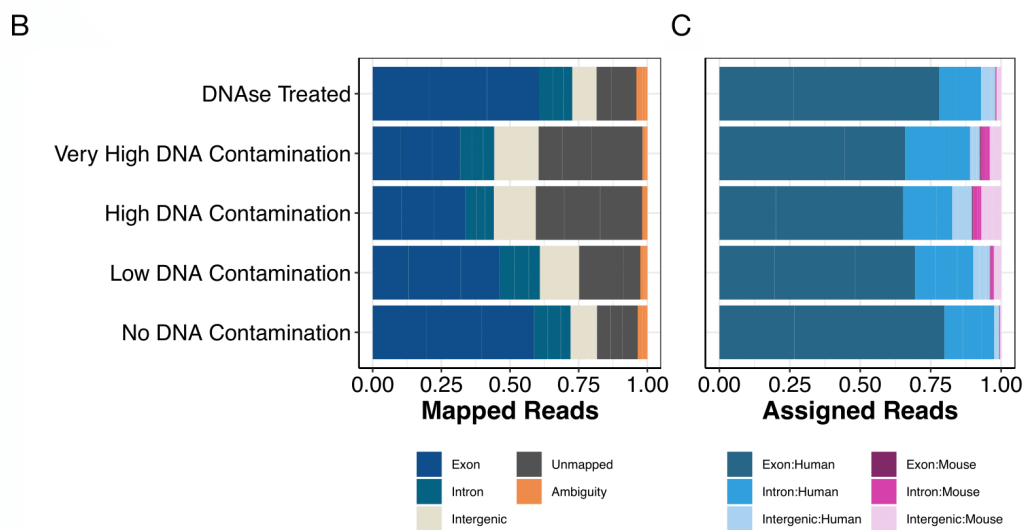 B
C
DNAse Treated
Very High DNA Contamination
High DNA Contamination
Low DNA Contamination
No DNA Contamination
0.00 0.25 0.50 0.75 1.00
0.00 0.25 0.50 0.75 1.00
Mapped Reads
Assigned Reads
Exon
Unmapped
Intron
Ambiguity
Intergenic
Exon:Human
Exon:Mouse
Intron:Human
Intron:Mouse
Intergenic:Human
Intergenic:Mouse